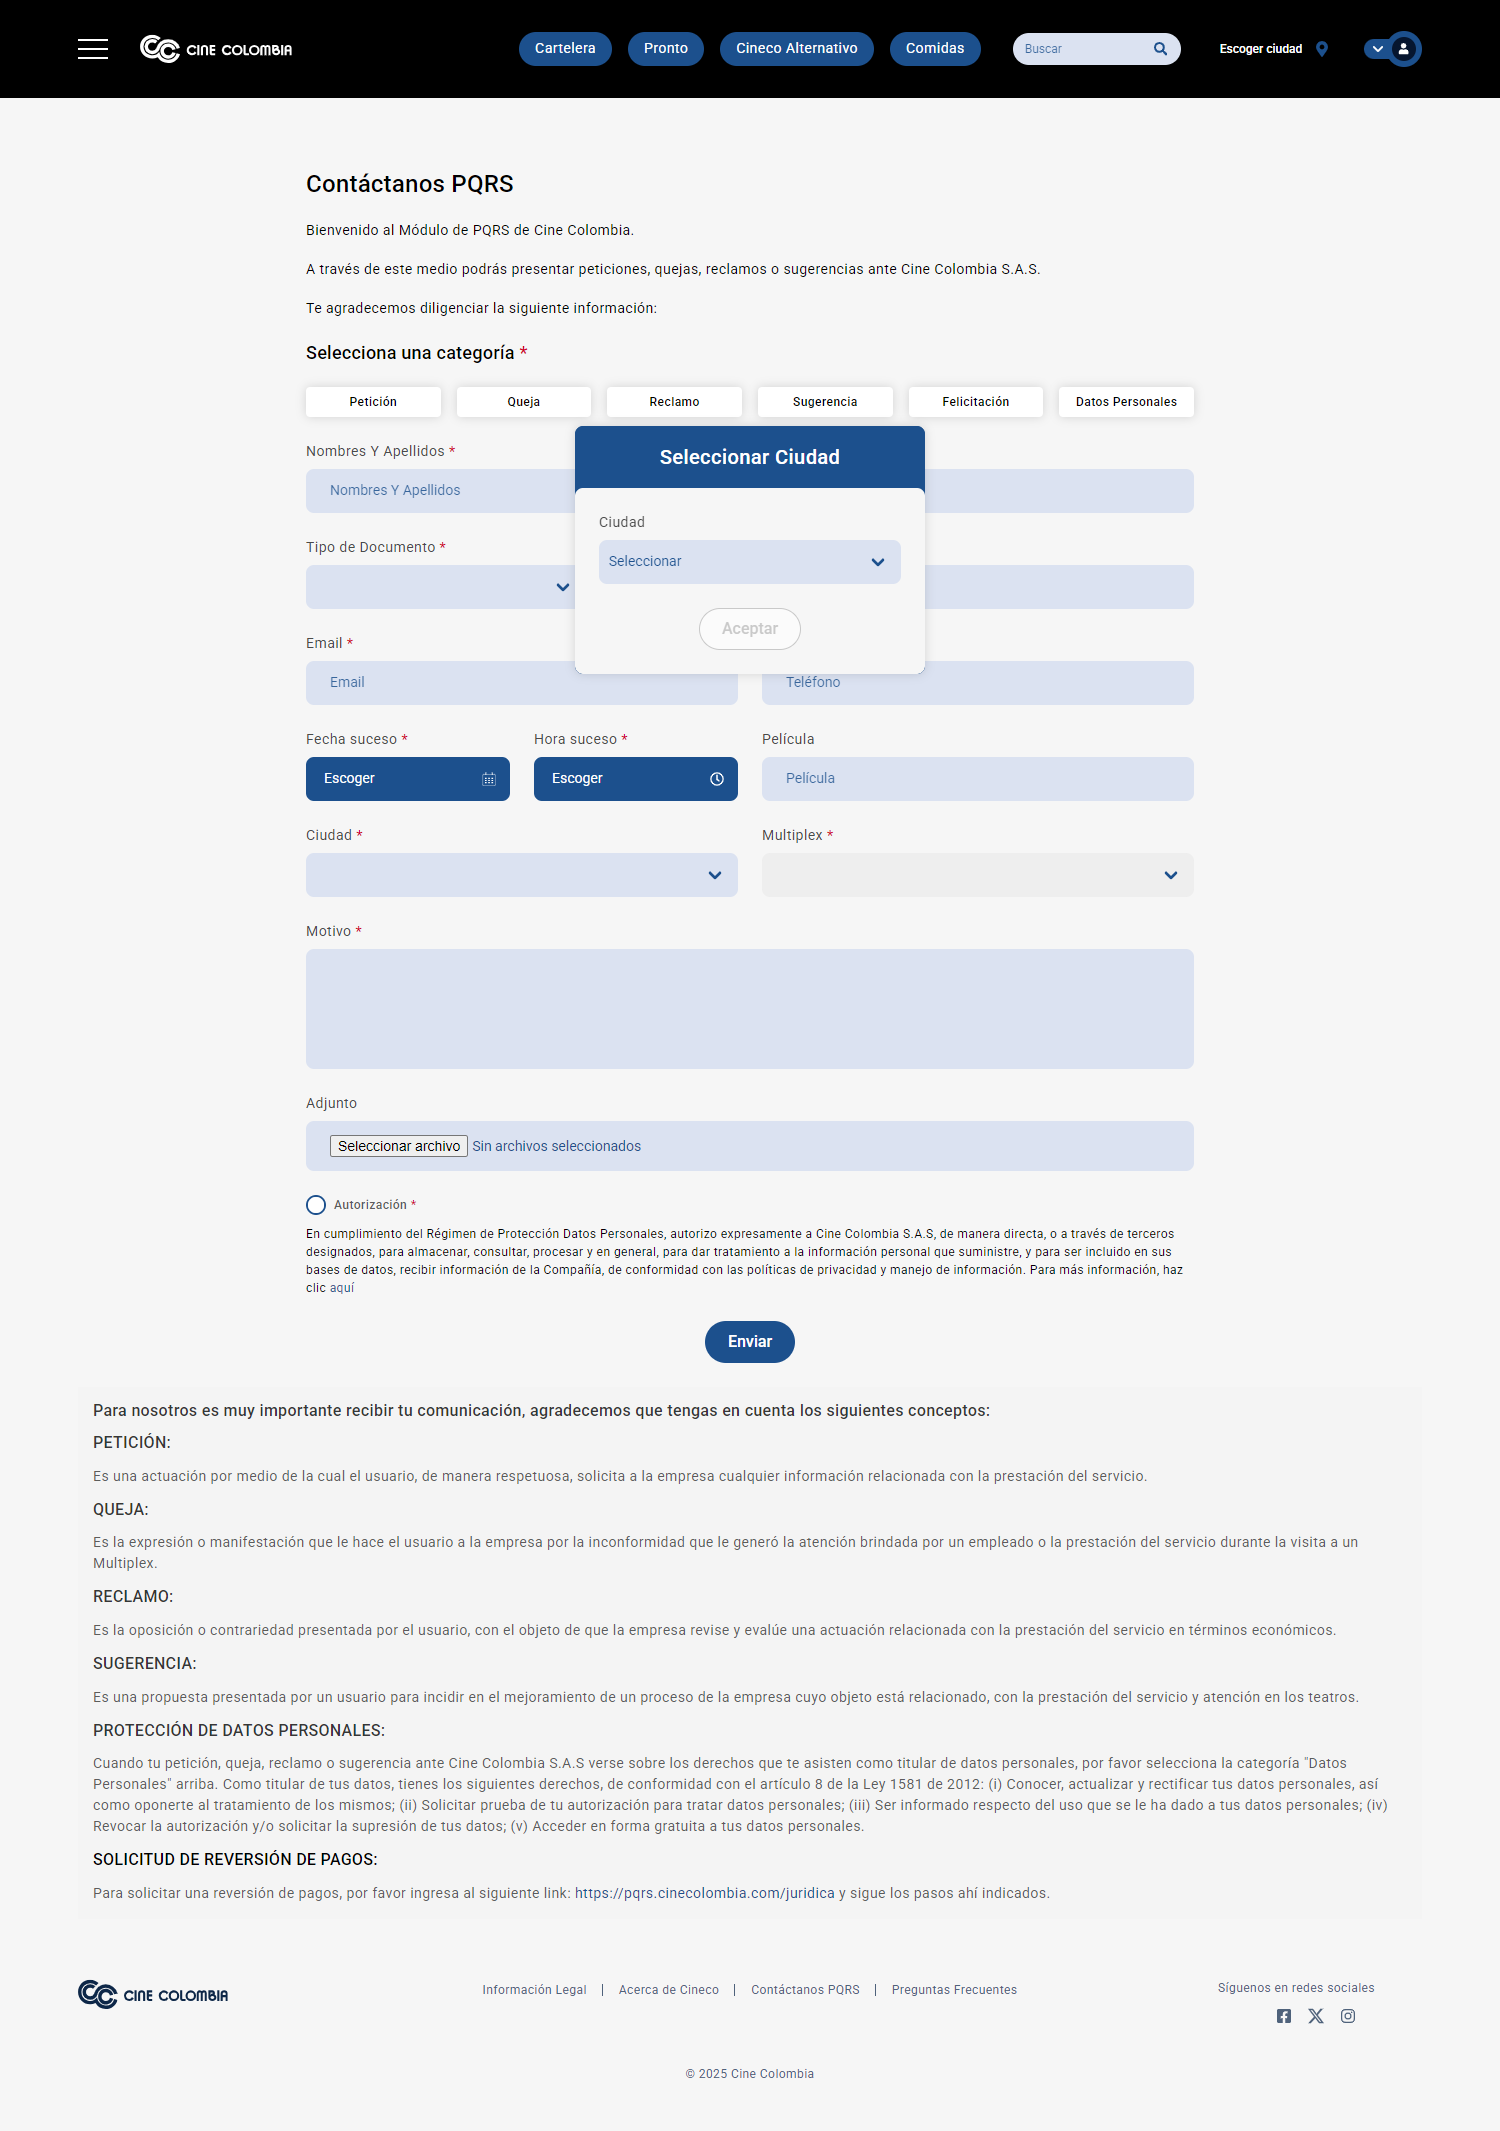 CINE COLOMBIA
Cartelera
Pronto
Cineco Alternativo
Comidas
Buscar
Escoger ciudad
Contáctanos PQRS
Bienvenido al Módulo de PQRS de Cine Colombia.
A través de este medio podrás presentar peticiones, quejas, reclamos o sugerencias ante Cine Colombia S.A.S.
Te agradecemos diligenciar la siguiente información:
Selecciona una categoría *
Petición
Queja
Reclamo
Sugerencia
Felicitación
Datos Personales
Seleccionar Ciudad
Ciudad
Seleccionar
Aceptar
Nombres Y Apellidos *
Nombres Y Apellidos
Tipo de Documento *
Email *
Email
Teléfono
Fecha suceso *
Hora suceso *
Película
Escoger
Escoger
Película
Ciudad *
Multiplex *
Motivo *
Adjunto
Seleccionar archivo Sin archivos seleccionados
Autorización *
En cumplimiento del Régimen de Protección Datos Personales, autorizo expresamente a Cine Colombia S.A.S, de manera directa, o a través de terceros
designados, para almacenar, consultar, procesar y en general, para dar tratamiento a la información personal que suministre, y para ser incluido en sus
bases de datos, recibir información de la Compañía, de conformidad con las políticas de privacidad y manejo de información. Para más información, haz
clic aquí
Enviar
Para nosotros es muy importante recibir tu comunicación, agradecemos que tengas en cuenta los siguientes conceptos:
PETICIÓN:
Es una actuación por medio de la cual el usuario, de manera respetuosa, solicita a la empresa cualquier información relacionada con la prestación del servicio.
QUEJA:
Es la expresión o manifestación que le hace el usuario a la empresa por la inconformidad que le generó la atención brindada por un empleado o la prestación del servicio durante la visita a un
Multiplex.
RECLAMO:
Es la oposición o contrariedad presentada por el usuario, con el objeto de que la empresa revise y evalúe una actuación relacionada con la prestación del servicio en términos económicos.
SUGERENCIA:
Es una propuesta presentada por un usuario para incidir en el mejoramiento de un proceso de la empresa cuyo objeto está relacionado, con la prestación del servicio y atención en los teatros.
PROTECCIÓN DE DATOS PERSONALES:
Cuando tu petición, queja, reclamo o sugerencia ante Cine Colombia S.A.S verse sobre los derechos que te asisten como titular de datos personales, por favor selecciona la categoría "Datos
Personales" arriba. Como titular de tus datos, tienes los siguientes derechos, de conformidad con el artículo 8 de la Ley 1581 de 2012: (i) Conocer, actualizar y rectificar tus datos personales, así
como oponerte al tratamiento de los mismos; (ii) Solicitar prueba de tu autorización para tratar datos personales; (iii) Ser informado respecto del uso que se le ha dado a tus datos personales; (iv)
Revocar la autorización y/o solicitar la supresión de tus datos; (v) Acceder en forma gratuita a tus datos personales.
SOLICITUD DE REVERSIÓN DE PAGOS:
Para solicitar una reversión de pagos, por favor ingresa al siguiente link: https://pqrs.cinecolombia.com/juridica y sigue los pasos ahí indicados.
CINE COLOMBIA
Información Legal
Acerca de Cineco
Contáctanos PQRS
Preguntas Frecuentes
Síguenos en redes sociales
© 2025 Cine Colombia